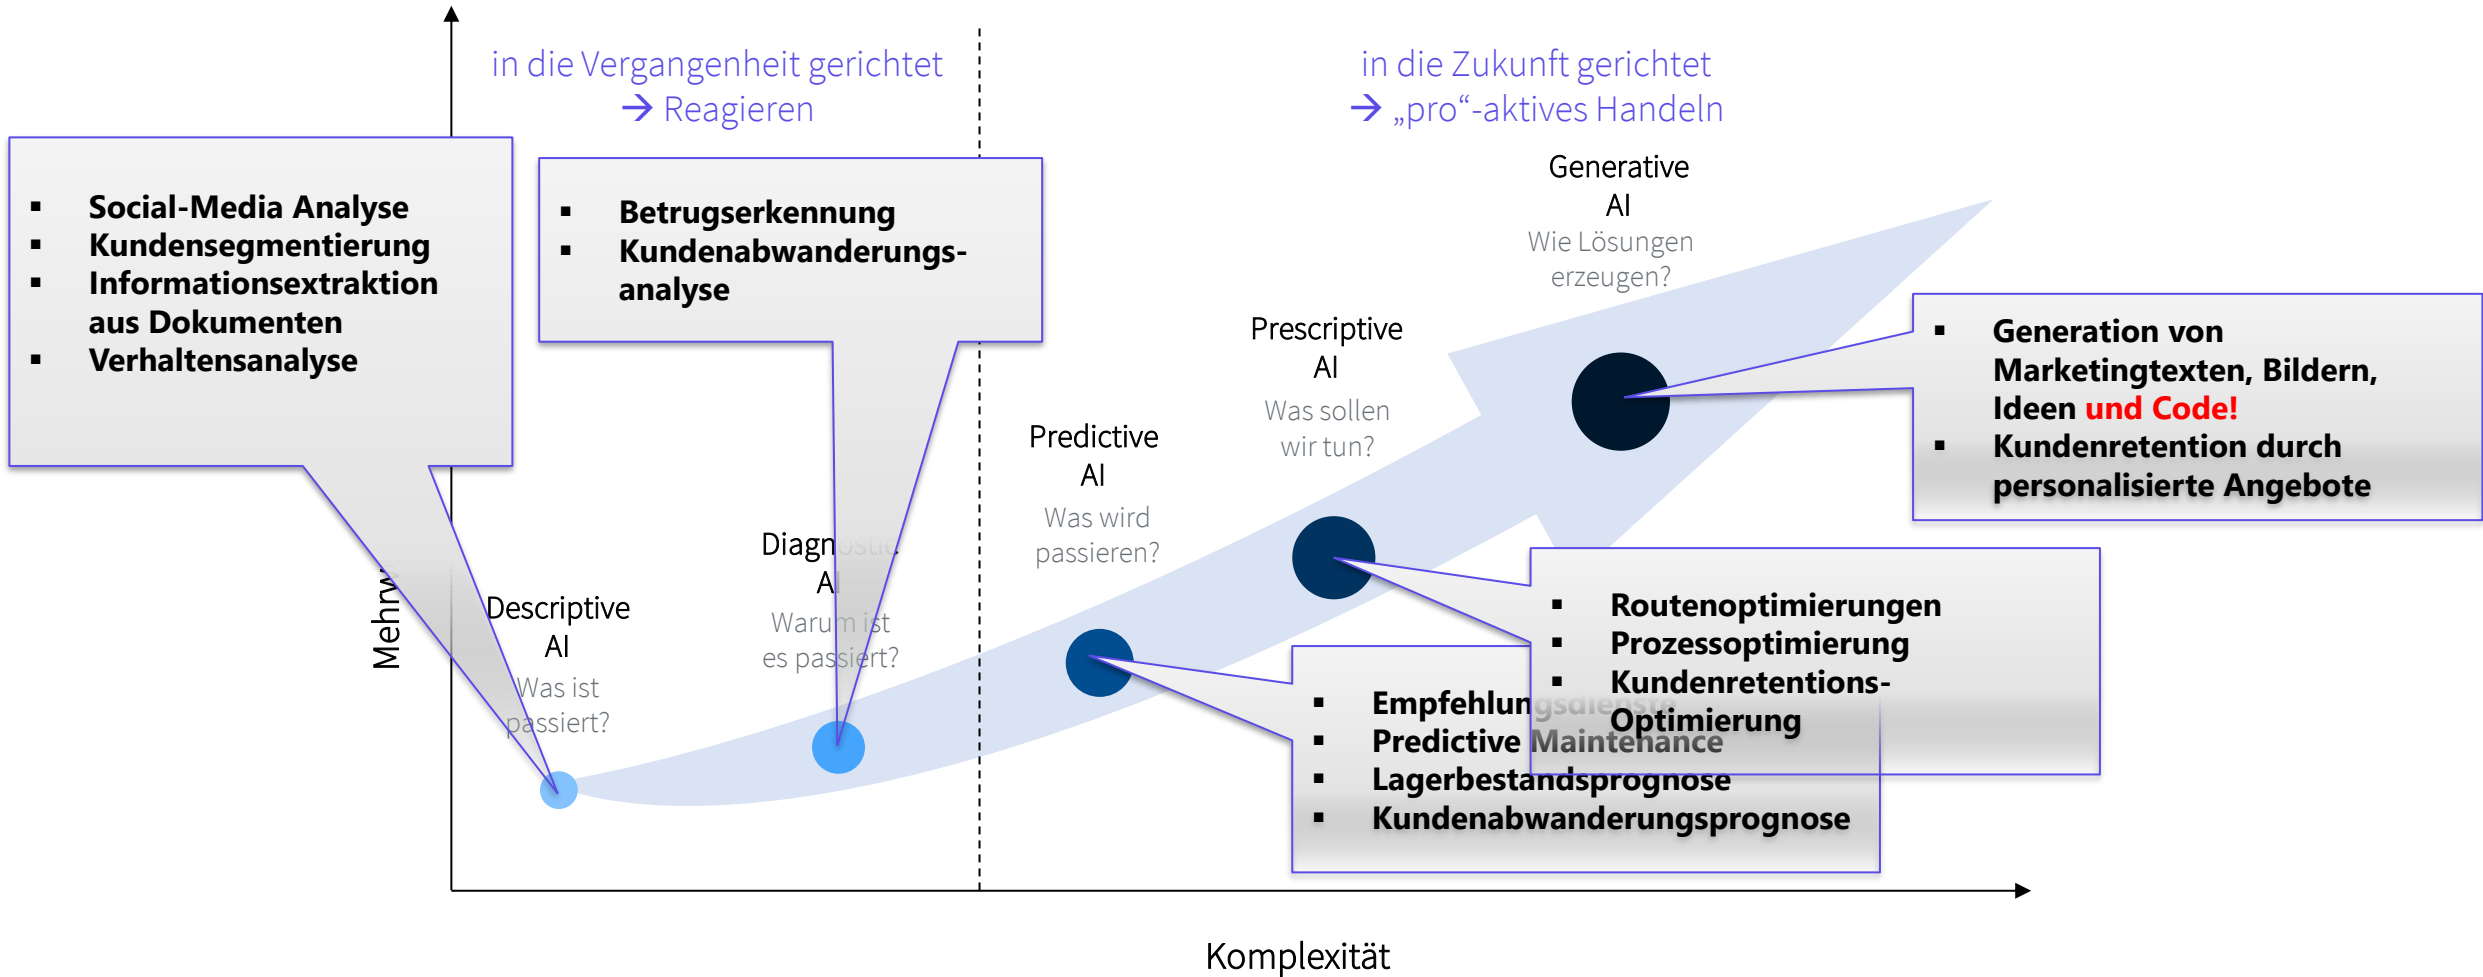 in die Vergangenheit gerichtet
→ Reagieren
in die Zukunft gerichtet
→ „pro“-aktives Handeln
▪ Social-Media Analyse
▪ Kundensegmentierung
▪ Informationsextraktion
aus Dokumenten
▪ Verhaltensanalyse
▪ Betrugserkennung
▪ Kundenabwanderungs-
analyse
Generative
AI
Wie Lösungen
erzeugen?
▪ Generation von
Marketingtexten, Bildern,
Ideen und Code!
▪ Kundenretention durch
personalisierte Angebote
Prescriptive
AI
Was sollen
wir tun?
Predictive
AI
Was wird
passieren?
Diagnostic
AI
Warum ist
es passiert?
Descriptive
AI
Was ist
passiert?
▪ Routenoptimierungen
▪ Prozessoptimierung
▪ Kundenretentions-
Optimierung
▪ Empfehlungsdienste
▪ Predictive Maintenance
▪ Lagerbestandsprognose
▪ Kundenabwanderungsprognose
Komplexität